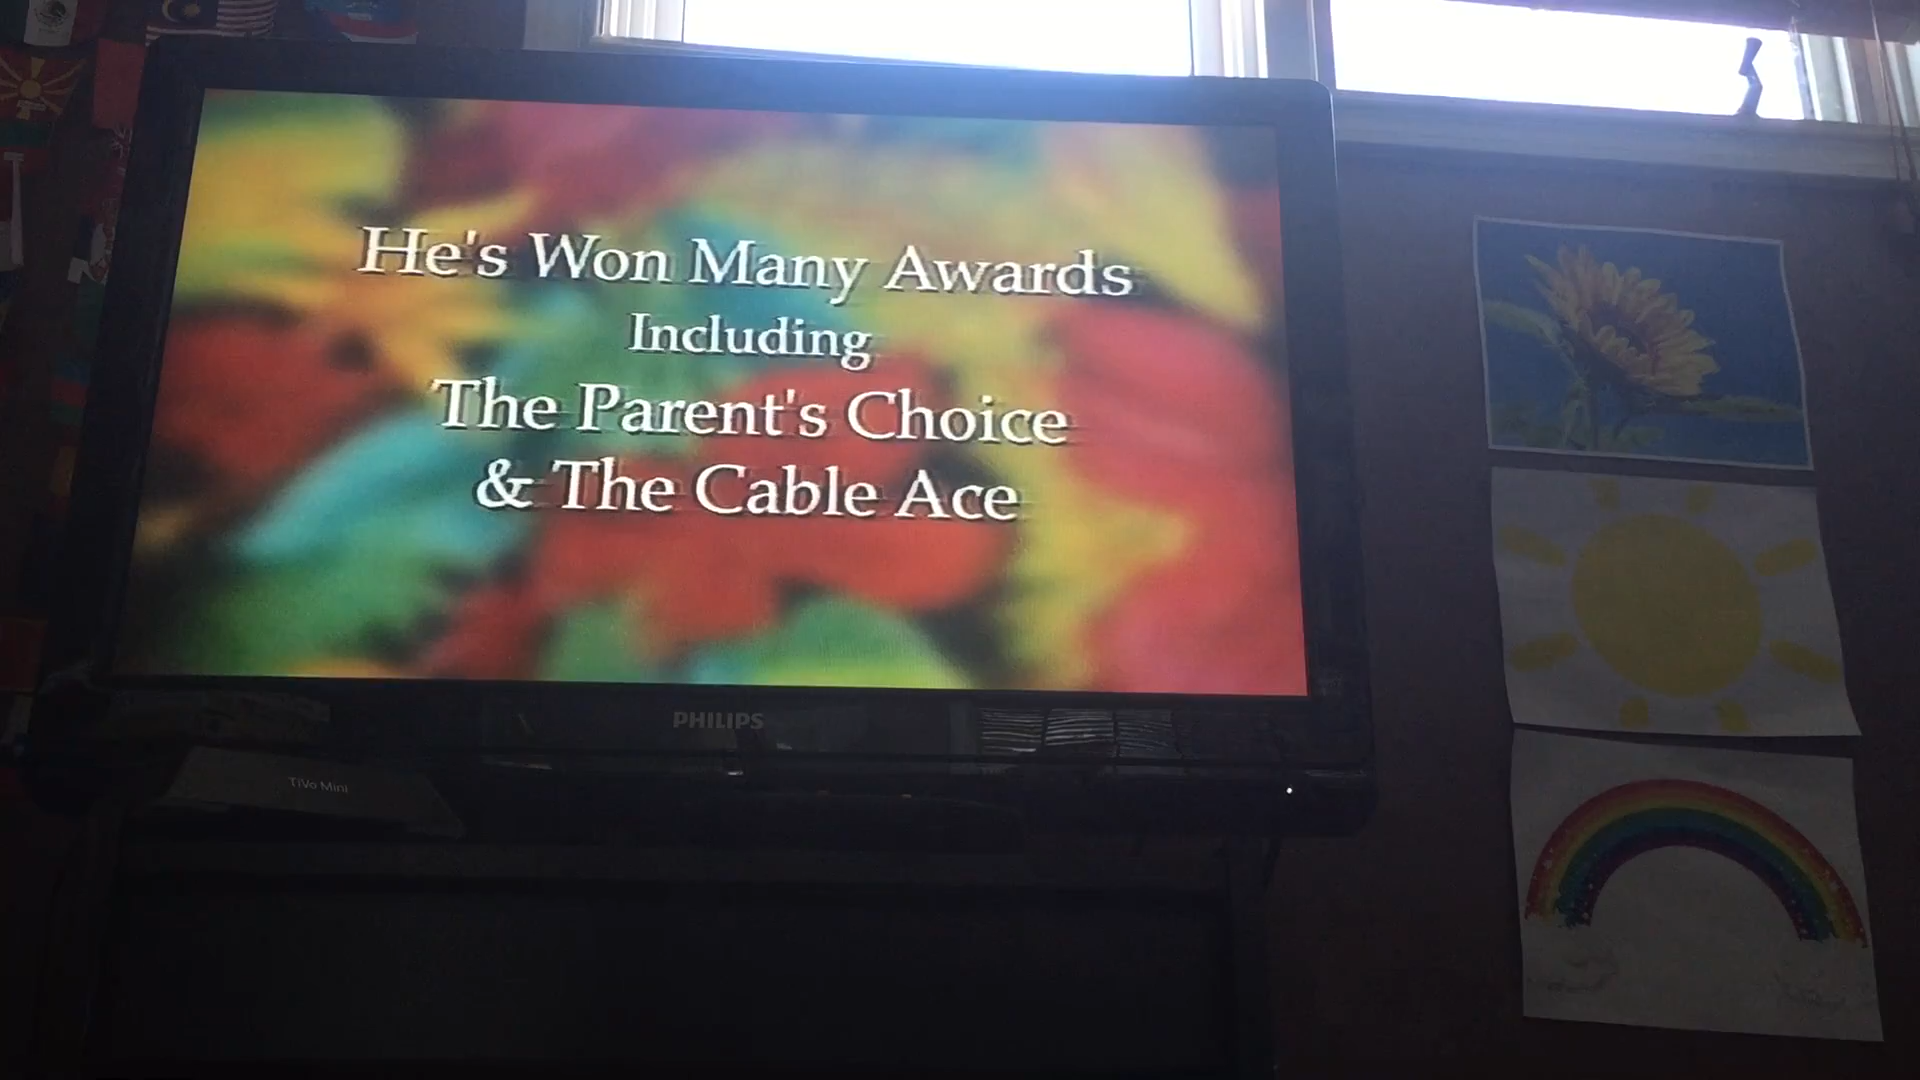 He's Won Many Awards
Including
The Parent's Choice
& The Cable Ace
PHILIPS
TiVo Mini